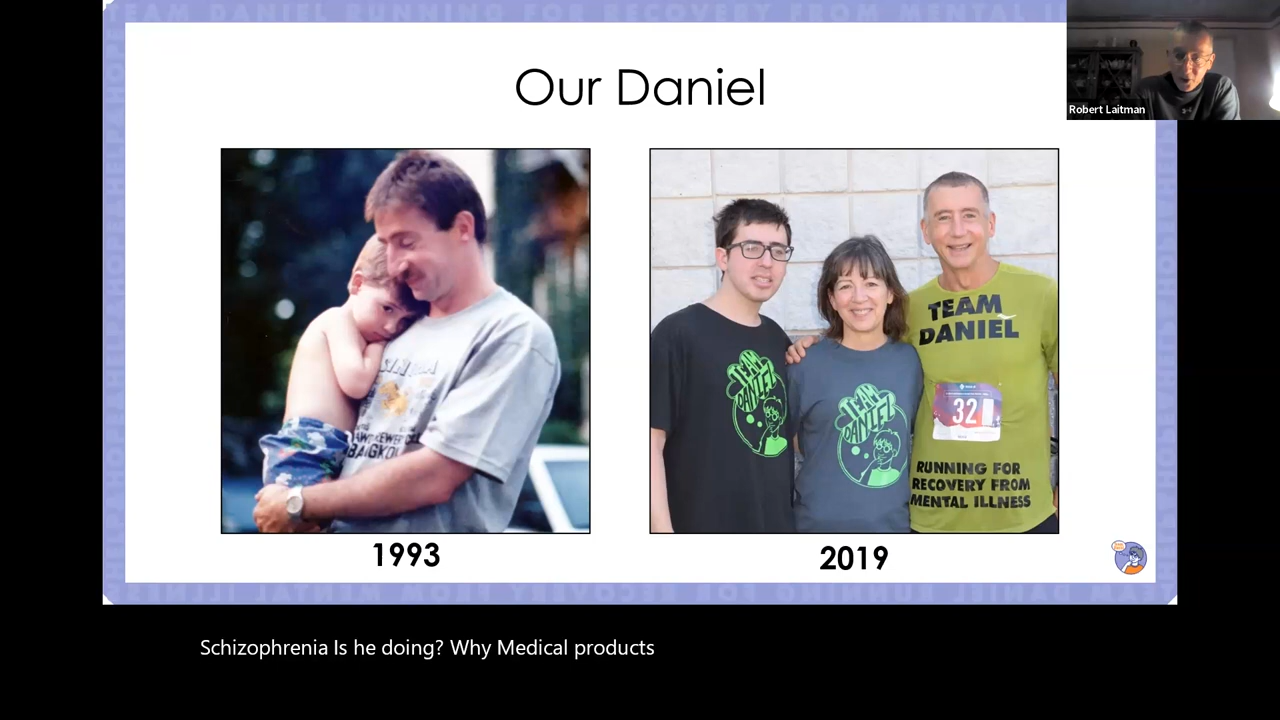 TEAM DANIEL RUNNING FOR RECOVERY FROM MENTAL
Our Daniel
Robert Laitman
BANGKOK
TEAM
DANIEL
TEAM
DANIEL
TEAM
DANIEL
32
RUNNING FOR
RECOVERY FROM
MENTAL ILLNESS
1993
2019
Schizophrenia Is he doing? Why Medical products